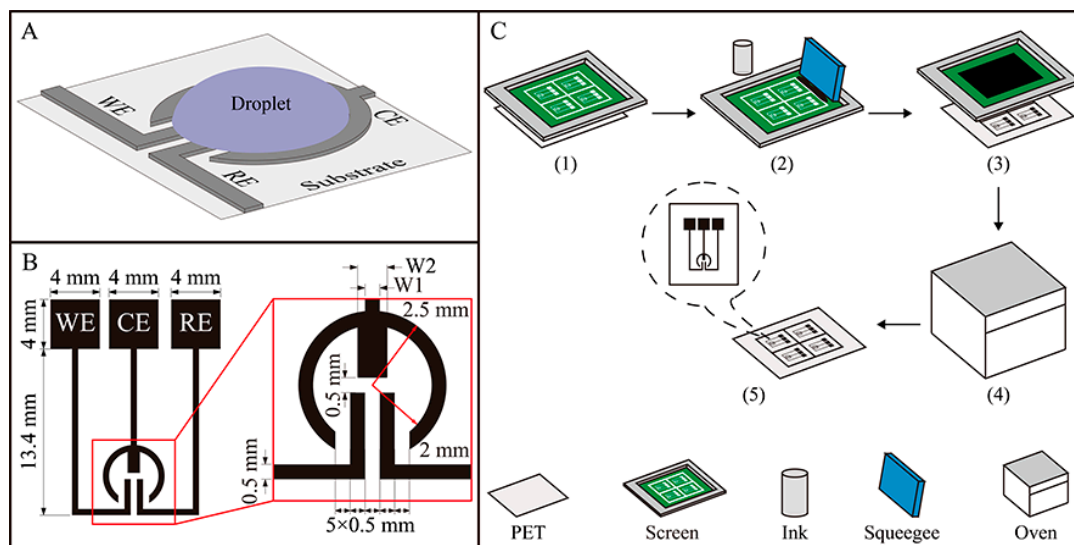 A
WE
Droplet
CE
RE
Substrate
B
4 mm 4 mm 4 mm
4 mm
WE CE RE
13.4 mm
W2
W1
2.5 mm
0.5 mm
2 mm
0.5 mm
5×0.5 mm
C
(1) (2) (3)
(5) (4)
PET Screen Ink Squeegee Oven